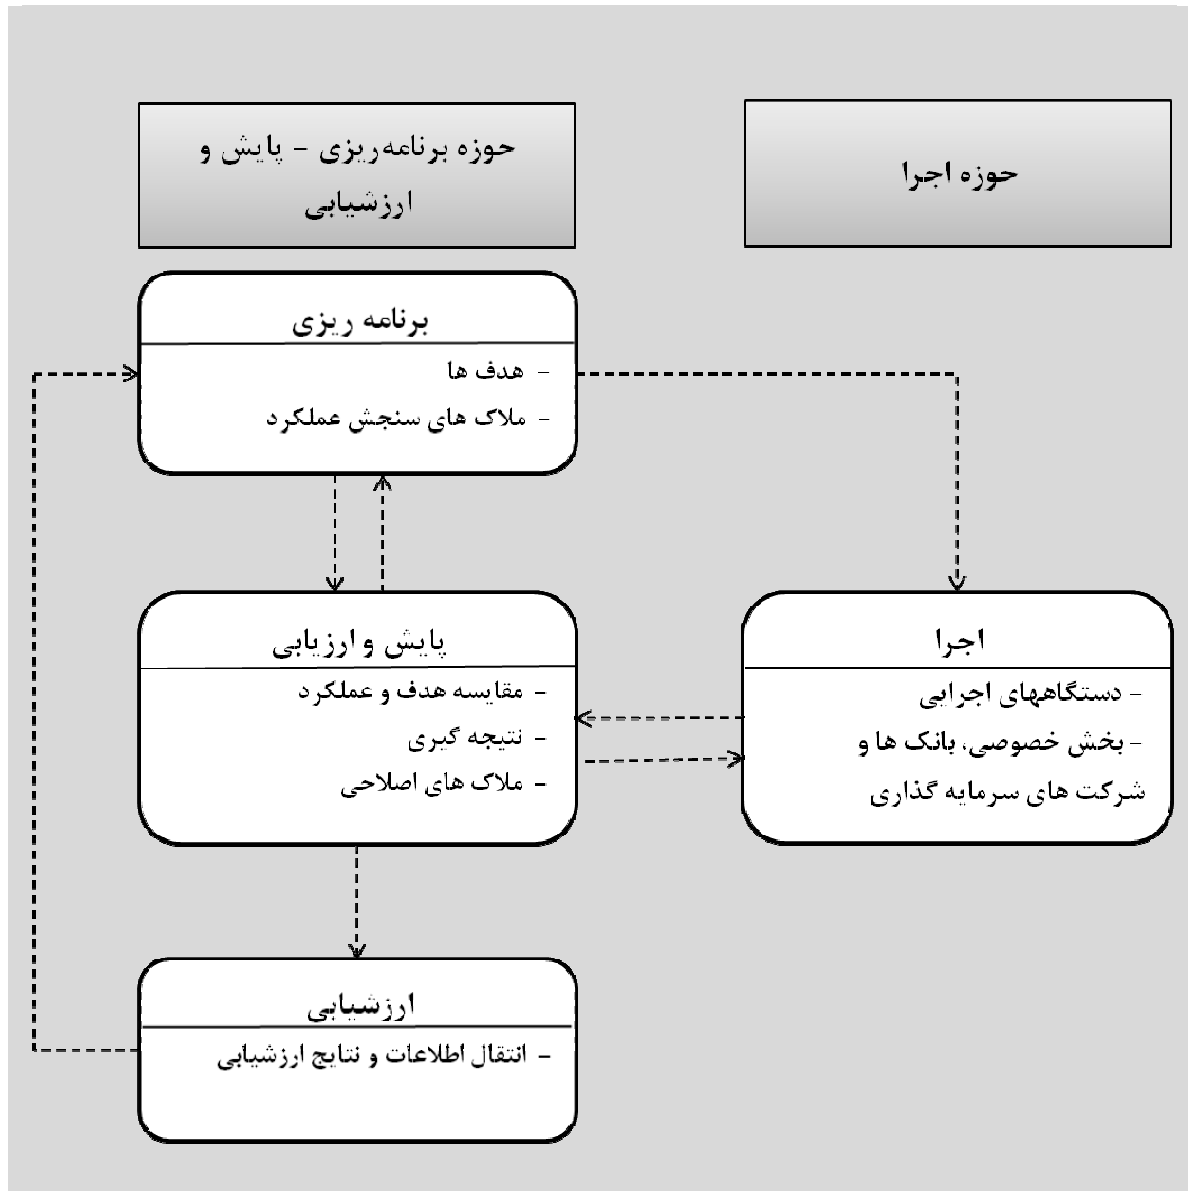 حوزه اجرا
حوزه برنامه‌ریزی - پایش و
ارزشیابی
برنامه ریزی
- هدف ها
- ملاک های سنجش عملکرد
اجرا
- دستگاههای اجرایی
- بخش خصوصی، بانک ها و
شرکت های سرمایه گذاری
پایش و ارزیابی
- مقایسه هدف و عملکرد
- نتیجه گیری
- ملاک های اصلاحی
ارزشیابی
- انتقال اطلاعات و نتایج ارزشیابی